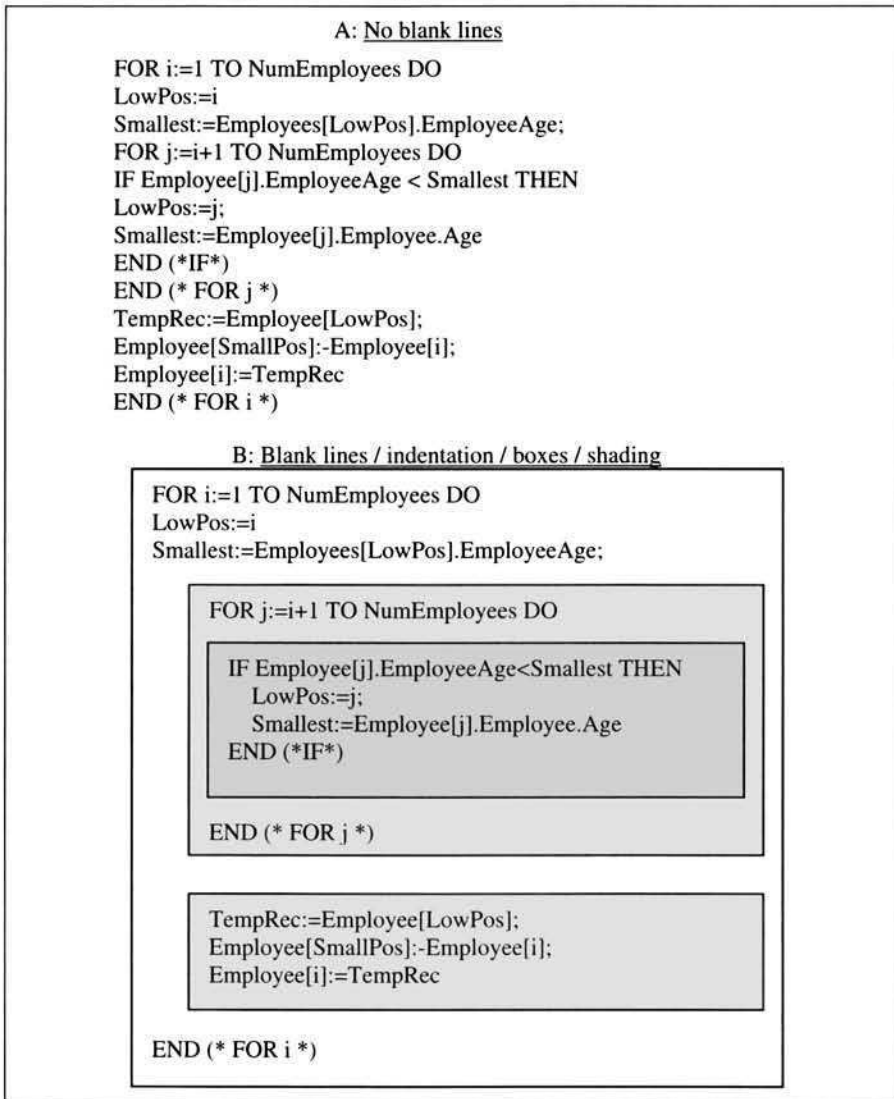 A: No blank lines
FOR i:=1 TO NumEmployees DO
LowPos:=i
Smallest:=Employees[LowPos].EmployeeAge;
FOR j:=i+1 TO NumEmployees DO
IF Employee[j].EmployeeAge < Smallest THEN
LowPos:=j;
Smallest:=Employee[j].Employee.Age
END (*IF*)
END (* FOR j *)
TempRec:=Employee[LowPos];
Employee[SmallPos]:-Employee[i];
Employee[i]:=TempRec
END (* FOR i *)
B: Blank lines / indentation / boxes / shading
FOR i:=1 TO NumEmployees DO
LowPos:=i
Smallest:=Employees[LowPos].EmployeeAge;
FOR j:=i+1 TO NumEmployees DO
IF Employee[j].EmployeeAge<Smallest THEN
LowPos:=j;
Smallest:=Employee[j].Employee.Age
END (*IF*)
END (* FOR j *)
TempRec:=Employee[LowPos];
Employee[SmallPos]:-Employee[i];
Employee[i]:=TempRec
END (* FOR i *)